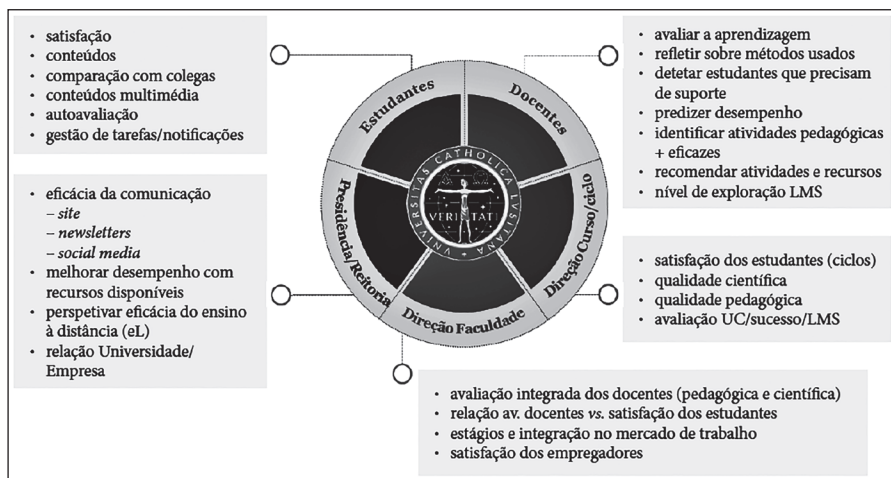 • satisfação
• conteúdos
• comparação com colegas
• conteúdos multimédia
• autoavaliação
• gestão de tarefas/notificações
• eficácia da comunicação
– site
– newsletters
– social media
• melhorar desempenho com
recursos disponíveis
• perspetivar eficácia do ensino
à distância (eL)
• relação Universidade/
Empresa
Estudantes
Docentes
Direção Curso/ciclo
Direção Faculdade
Presidência/Reitoria
UNIVERSITAS CATHOLICA LVSITANA
VERITATI
• avaliar a aprendizagem
• refletir sobre métodos usados
• detetar estudantes que precisam
de suporte
• predizer desempenho
• identificar atividades pedagógicas
+ eficazes
• recomendar atividades e recursos
• nível de exploração LMS
• satisfação dos estudantes (ciclos)
• qualidade científica
• qualidade pedagógica
• avaliação UC/sucesso/LMS
• avaliação integrada dos docentes (pedagógica e científica)
• relação av. docentes vs. satisfação dos estudantes
• estágios e integração no mercado de trabalho
• satisfação dos empregadores